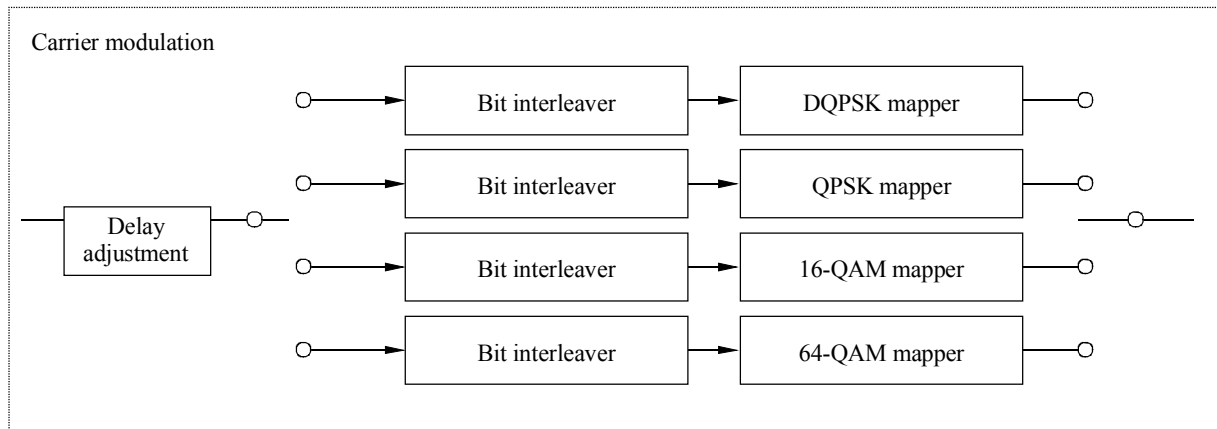 Carrier modulation
Bit interleaver
DQPSK mapper
Bit interleaver
QPSK mapper
Delay
adjustment
Bit interleaver
16-QAM mapper
Bit interleaver
64-QAM mapper